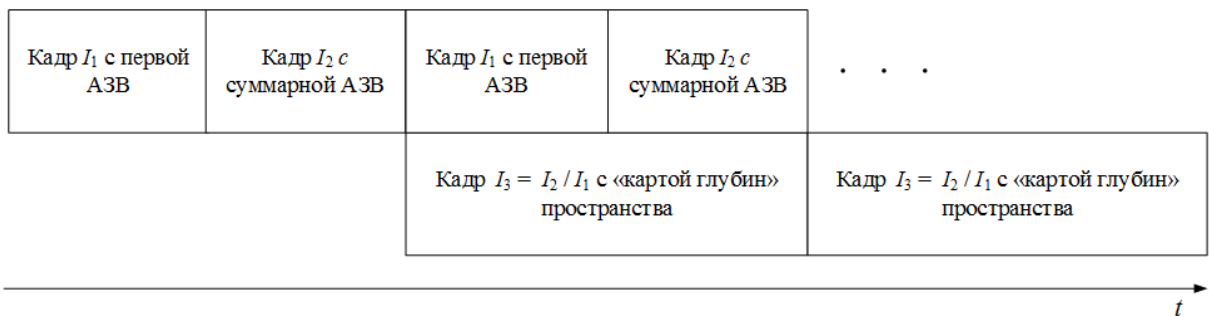 Кадр I₁ с первой
АЗВ
Кадр I₂ с
суммарной АЗВ
Кадр I₁ с первой
АЗВ
Кадр I₂ с
суммарной АЗВ
. . .
Кадр I₃ = I₂ / I₁ с «картой глубин»
пространства
Кадр I₃ = I₂ / I₁ с «картой глубин»
пространства
t